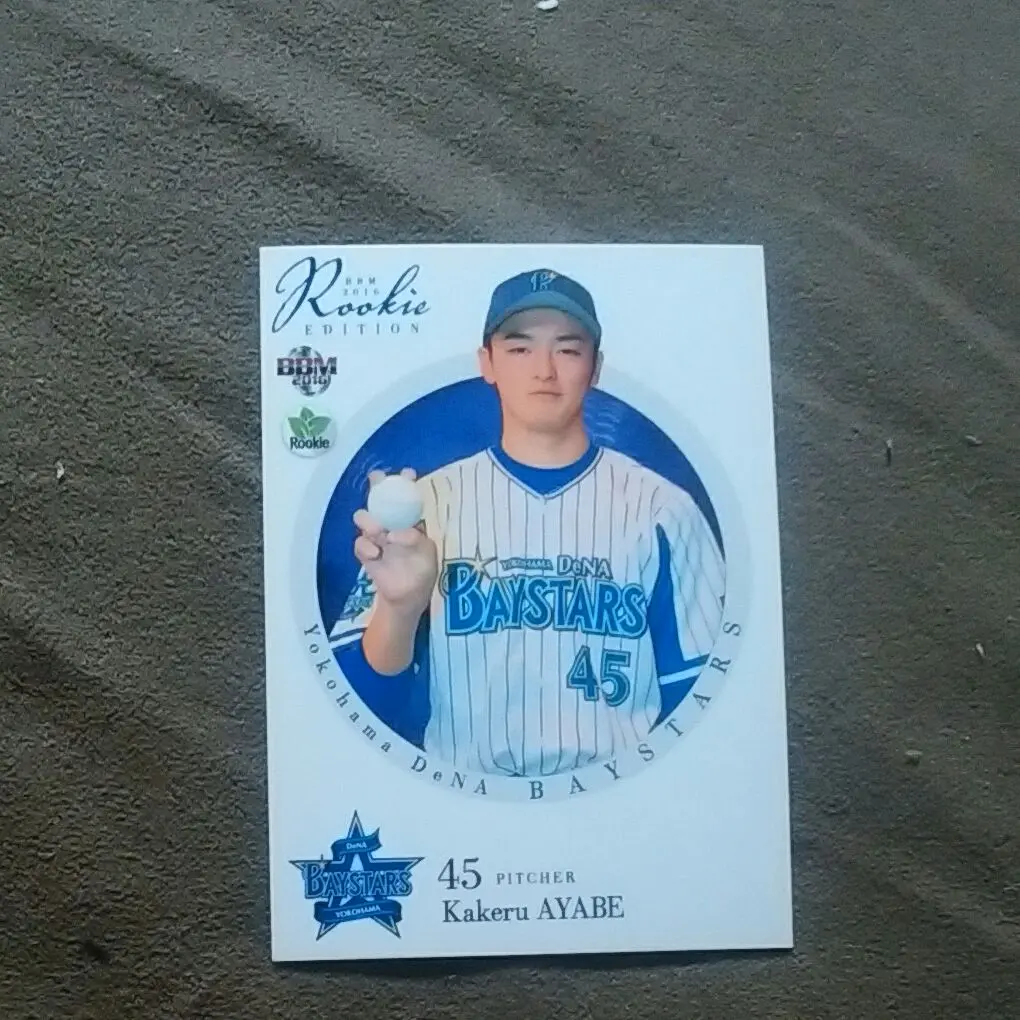 BBM
2016
Rookie
EDITION
BBM
2016
Rookie
YOKOHAMA DeNA
BAYSTARS
45
Yokohama DeNA BAYSTARS
DeNA
BAYSTARS
YOKOHAMA
45 PITCHER
Kakeru AYABE